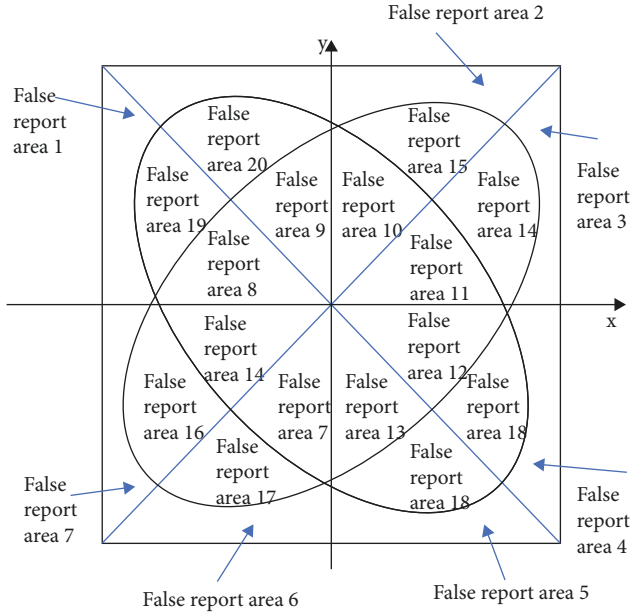 False report area 2
y
False
report
area 1
False
report
area 20
False
report
area 15
False
report
area 3
False
report
area 19
False
report
area 9
False
report
area 10
False
report
area 14
False
report
area 8
False
report
area 11
x
False
report
area 14
False
report
area 12
False
report
area 16
False
report
area 7
False
report
area 13
False
report
area 18
False
report
area 17
False
report
area 18
False
report
area 7
False
report
area 4
False report area 6
False report area 5